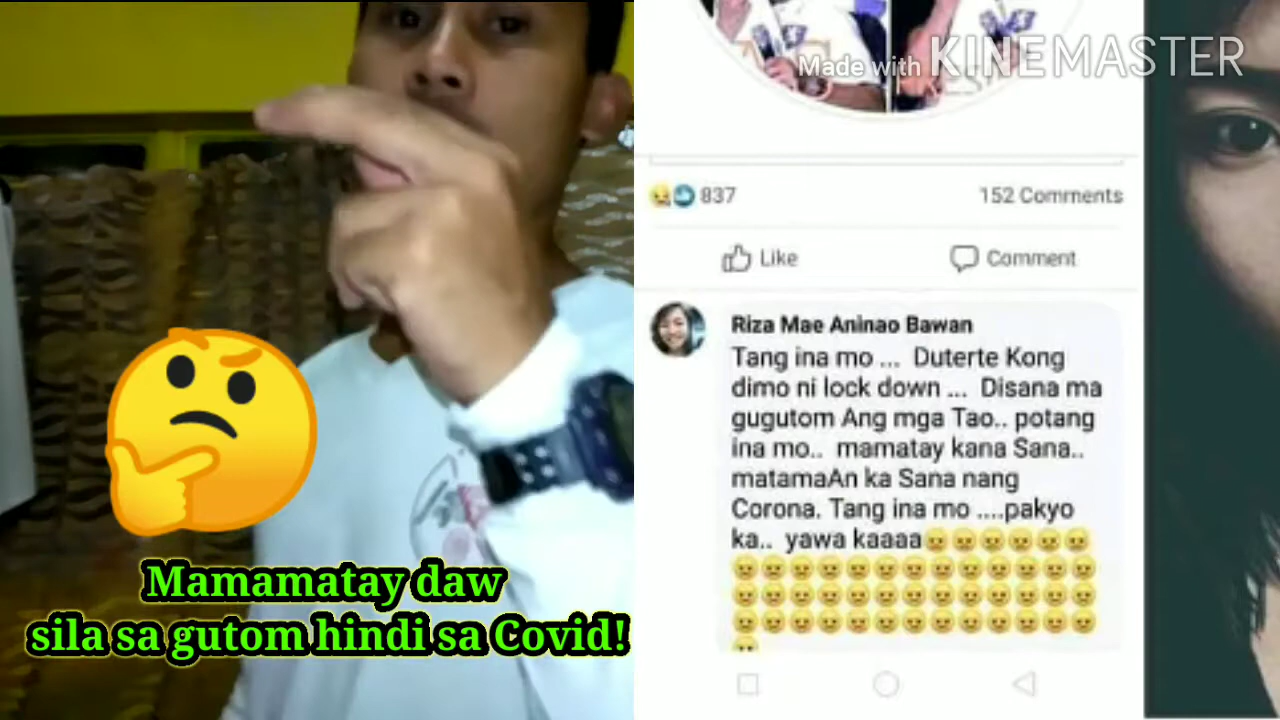 Mamamatay daw
sila sa gutom hindi sa Covid!
Made with KINEMASTER
837
152 Comments
Like
Comment
Riza Mae Aninao Bawan
Tang ina mo ... Duterte Kong
dimo ni lock down ... Disana ma
gugutom Ang mga Tao.. potang
ina mo.. mamatay kana Sana..
matamaAn ka Sana nang
Corona. Tang ina mo ....pakyo
ka.. yawa kaaaa